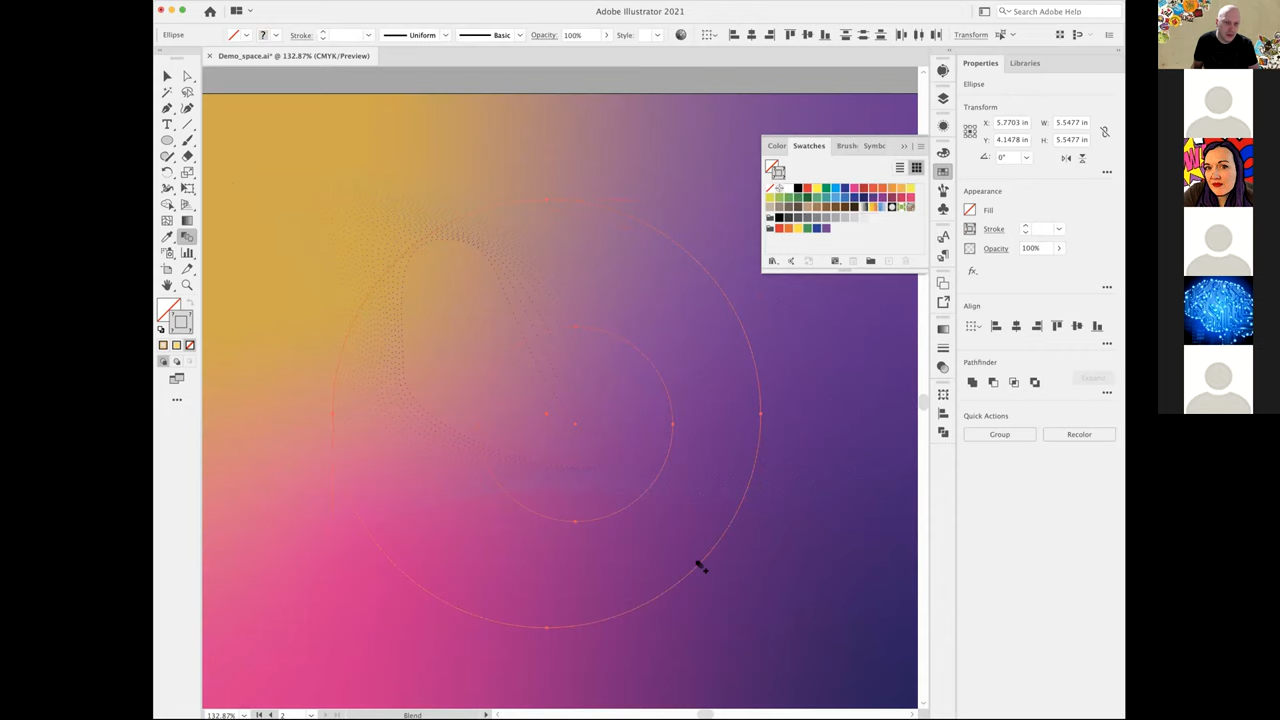 Adobe Illustrator 2021
Search Adobe Help
Ellipse
Stroke:
Uniform
Basic
Opacity:
100%
Style:
Transform
× Demo_space.ai* @ 132.87% (CMYK/Preview)
Properties
Libraries
Ellipse
Transform
X:
5.7703 in
W:
5.5477 in
Y:
4.1478 in
H:
5.5477 in
0°
Color
Swatches
Brush
Symbo
Appearance
Fill
Stroke
Opacity
100%
fx
Align
Pathfinder
Expand
Quick Actions
Group
Recolor
132.87%
2
Blend